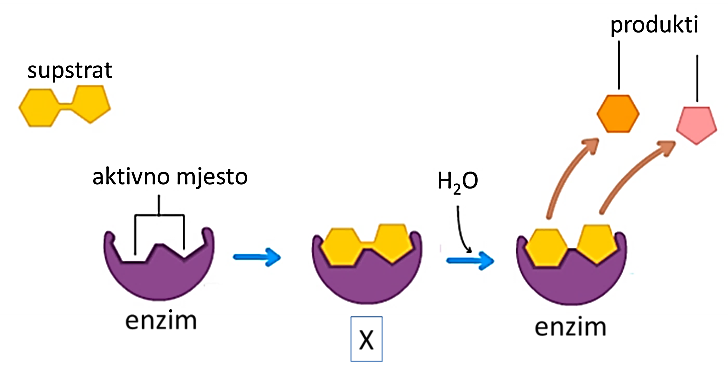 produkti
supstrat
aktivno mjesto
H₂O
enzim
X
enzim